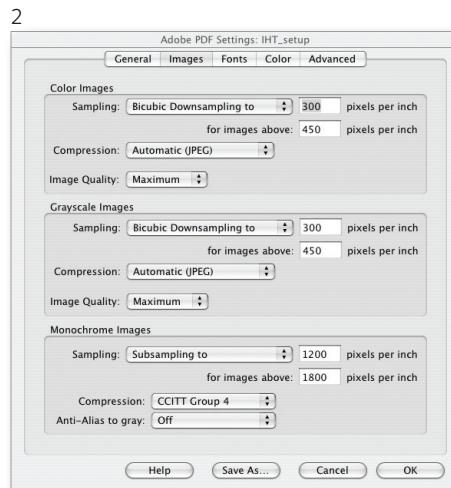 2
Adobe PDF Settings: IHT_setup
General Images Fonts Color Advanced
Color Images
Sampling: Bicubic Downsampling to 300 pixels per inch
for images above: 450 pixels per inch
Compression: Automatic (JPEG)
Image Quality: Maximum
Grayscale Images
Sampling: Bicubic Downsampling to 300 pixels per inch
for images above: 450 pixels per inch
Compression: Automatic (JPEG)
Image Quality: Maximum
Monochrome Images
Sampling: Subsampling to 1200 pixels per inch
for images above: 1800 pixels per inch
Compression: CCITT Group 4
Anti-Alias to gray: Off
Help Save As... Cancel OK